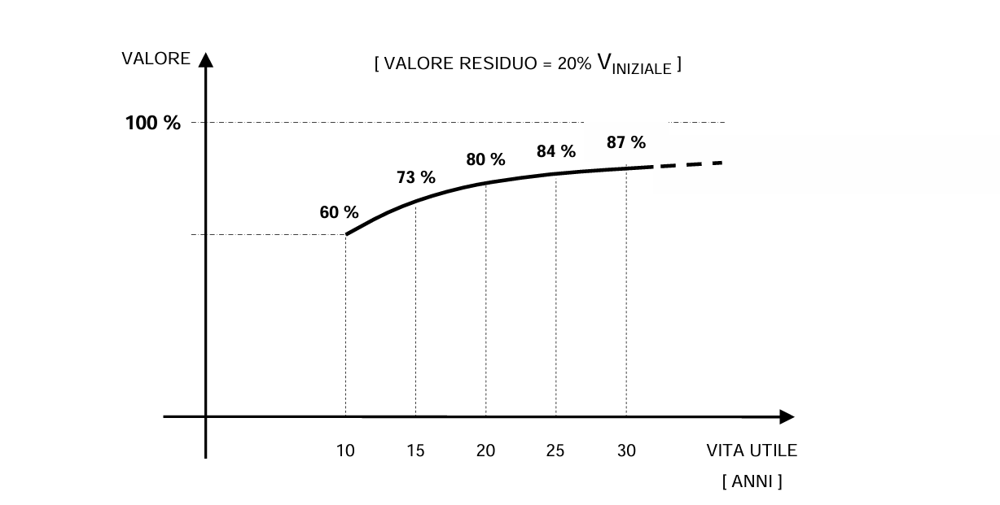 VALORE
[ VALORE RESIDUO = 20% VINIZIALE ]
100 %
87 %
84 %
80 %
73 %
60 %
10 15 20 25 30 VITA UTILE
[ ANNI ]